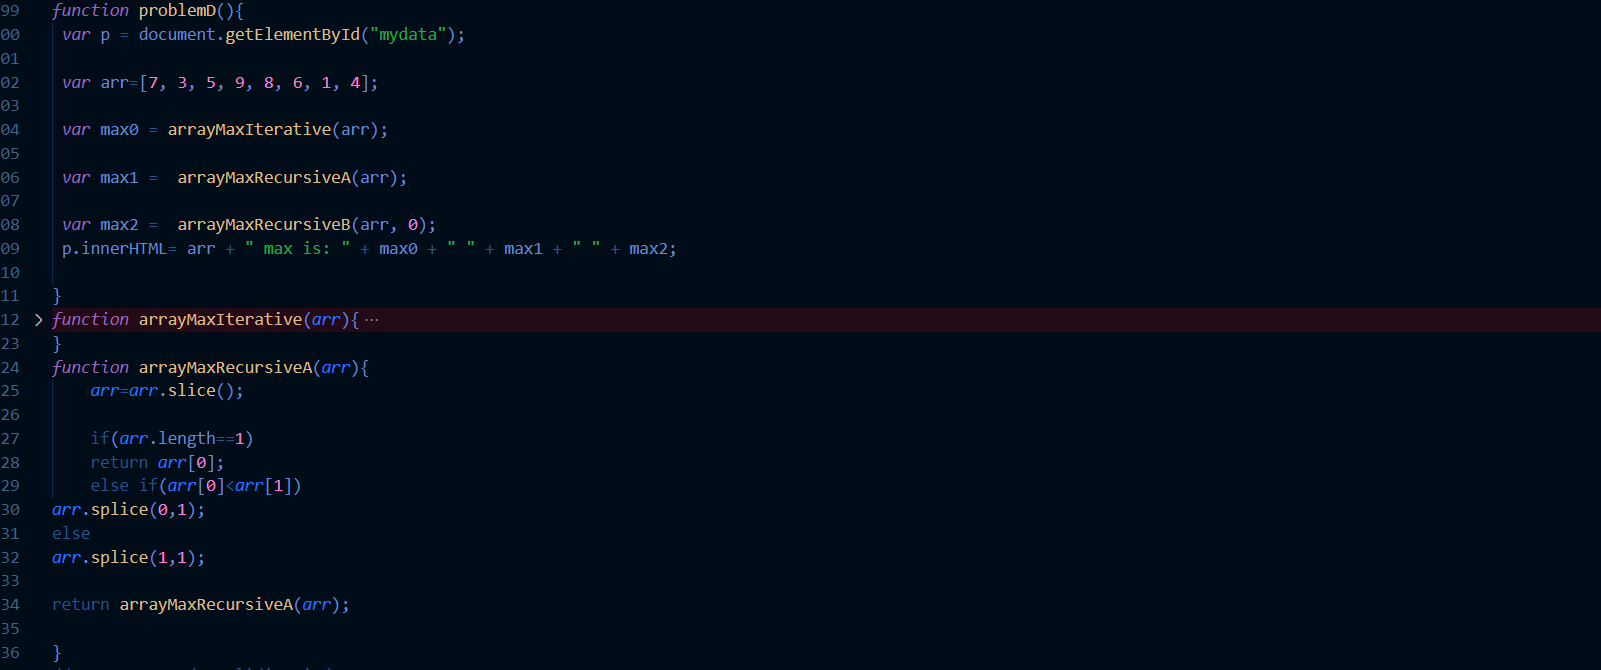 99 function problemD(){
00 var p = document.getElementById("mydata");
01
02 var arr=[7, 3, 5, 9, 8, 6, 1, 4];
03
04 var max0 = arrayMaxIterative(arr);
05
06 var max1 =  arrayMaxRecursiveA(arr);
07
08 var max2 =  arrayMaxRecursiveB(arr, 0);
09 p.innerHTML= arr + " max is: " + max0 + " " + max1 + " " + max2;
10
11 }
12 function arrayMaxIterative(arr){ ···
23 }
24 function arrayMaxRecursiveA(arr){
25 arr=arr.slice();
26
27 if(arr.length==1)
28 return arr[0];
29 else if(arr[0]<arr[1])
30 arr.splice(0,1);
31 else
32 arr.splice(1,1);
33
34 return arrayMaxRecursiveA(arr);
35
36 }